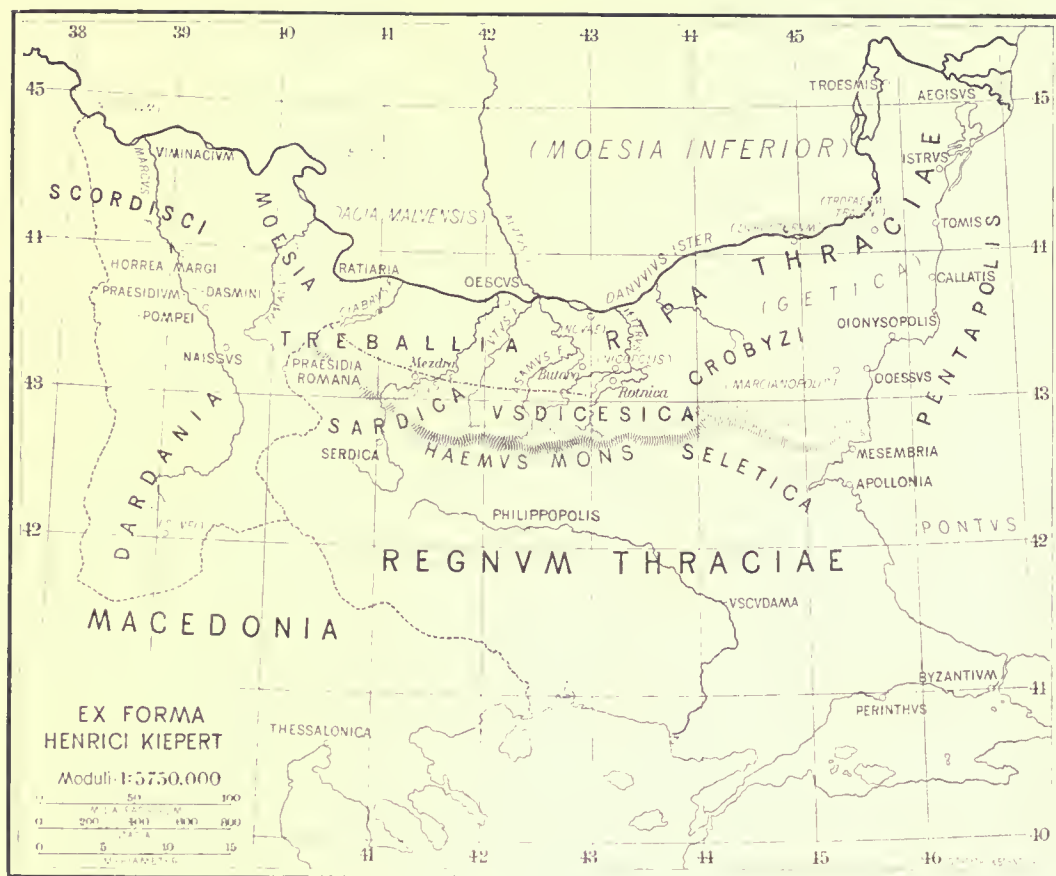 38
39
40
41
42
43
44
45
45
45
TROESMIS
AEGISVS
(MOESIA INFERIOR)
MARGVS
VIMINACIVM
ISTRVS
SCORDISCI
MOESIA
DACIA MALVENSIS)
(TROPAEUM
THRACIAE
TOMIS
41
44
HORREA MARGI
RATIARIA
DANVVIVS ISTER
OESCVS
CALLATIS
PRAESIDIVM
DASMINI
POMPEI
(GETICA)
RIPA
PENTAPOLIS
DIONYSOPOLIS
TREBALLIA
CROBYZI
NAISSVS
PRAESIDIA
ROMANA
Mezdra
Butovo
Rotnica
(MARCIANOPOLIS)
ODESSVS
43
43
SARDICA
VSDICESICA
SERDICA
HAEMVS MONS
SELETICA
MESEMBRIA
APOLLONIA
DARDANIA
42
42
PHILIPPOPOLIS
PONTVS
REGNVM THRACIAE
VSCVDAMA
MACEDONIA
BYZANTIVM
41
PERINTHVS
EX FORMA
HENRICI KIEPERT
THESSALONICA
Moduli 1:5750.000
0 50 100
0 200 400 600 800
0 5 10 15
40
41
42
43
44
45
46